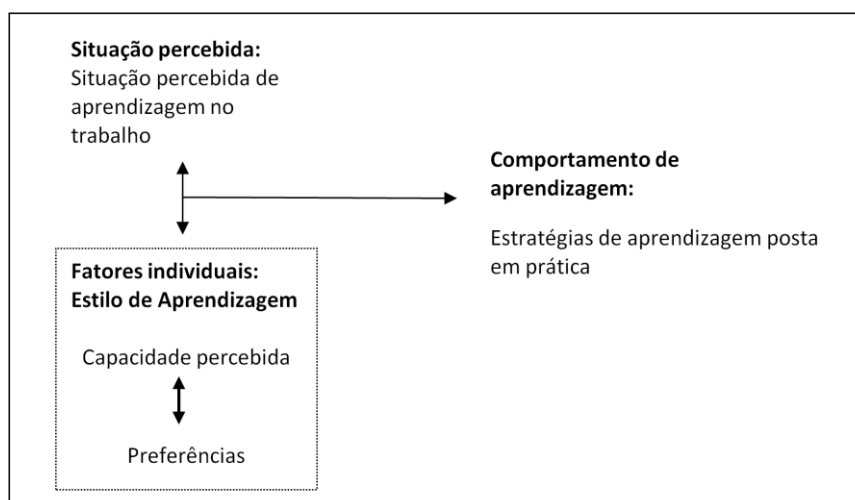 Situação percebida:
Situação percebida de
aprendizagem no
trabalho
Comportamento de
aprendizagem:
Estratégias de aprendizagem posta
em prática
Fatores individuais:
Estilo de Aprendizagem
Capacidade percebida
Preferências